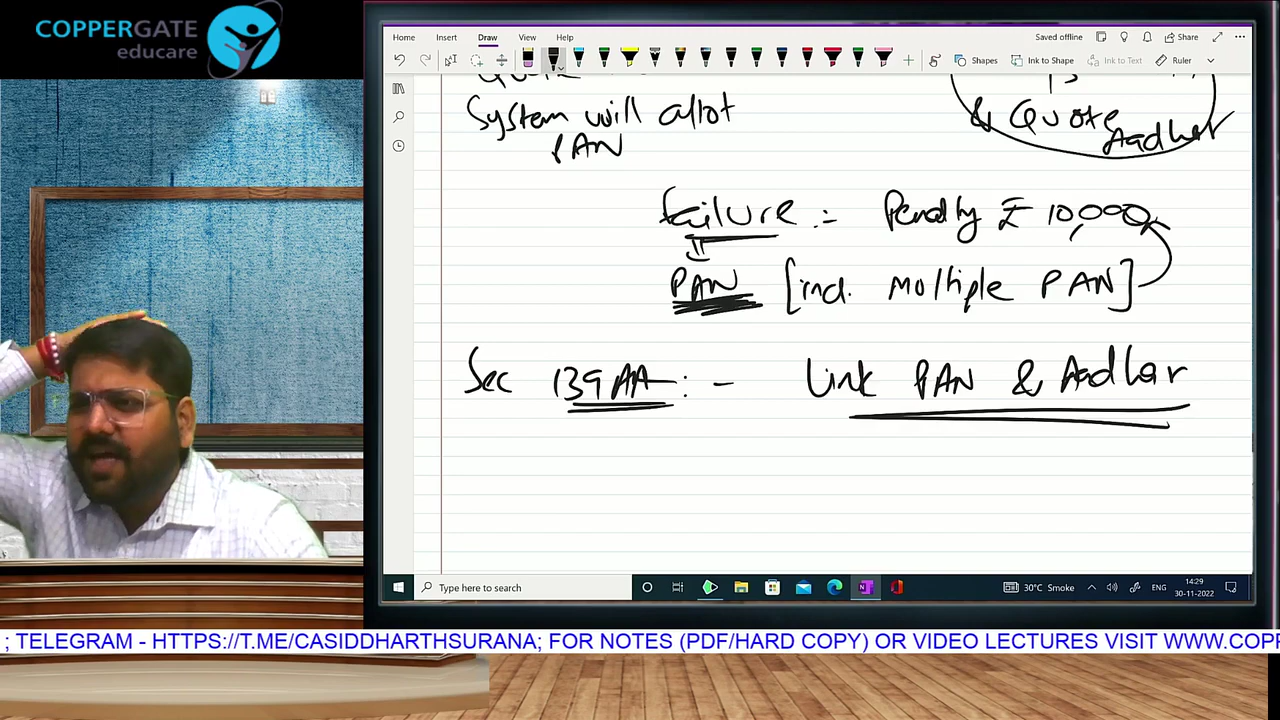 COPPERGATE
educare
Home Insert Draw View Help
Saved offline
Share
Shapes
Ink to Shape
Ink to Text
Ruler
System will allot
PAN
& Quote
Aadhar
failure :- Penalty ₹ 10,000
PAN [incl. Multiple PAN]
Sec 139AA :- Link PAN & Aadhar
Type here to search
30°C Smoke
ENG
14:29
30-11-2022
; TELEGRAM - HTTPS://T.ME/CASIDDHARTHSURANA; FOR NOTES (PDF/HARD COPY) OR VIDEO LECTURES VISIT WWW.COPP